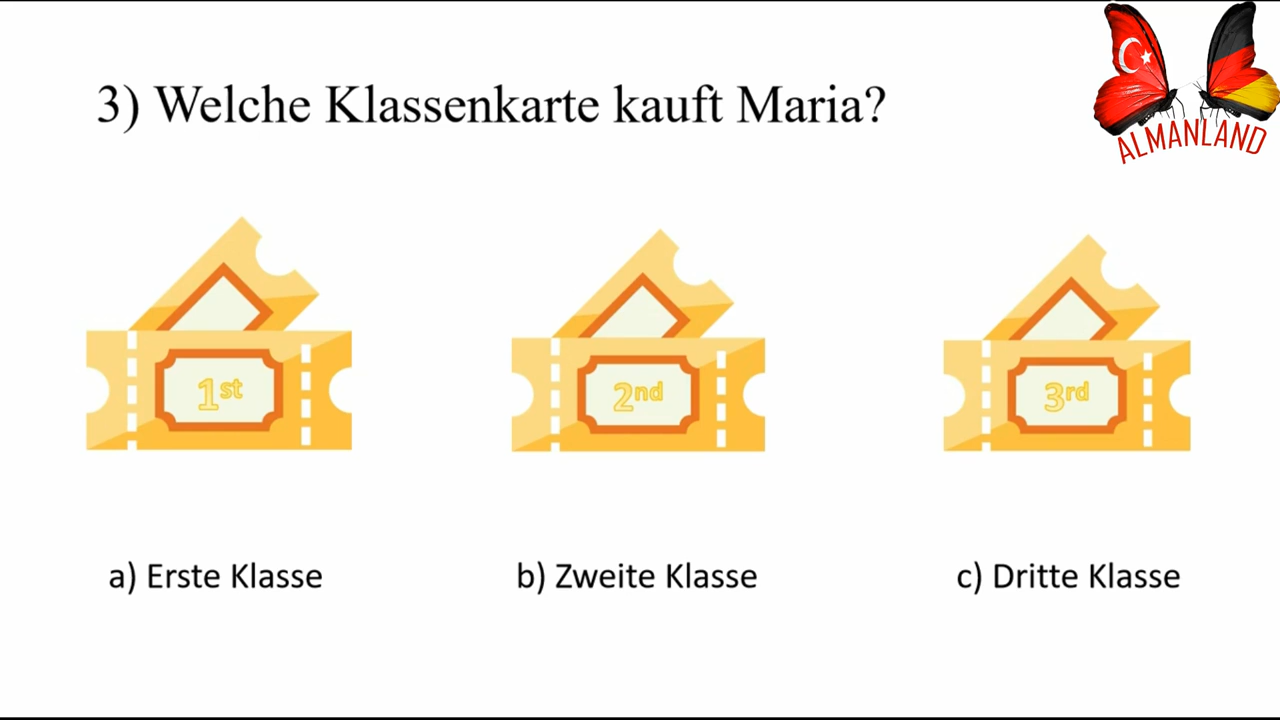 3) Welche Klassenkarte kauft Maria?
ALMANLAND
1st
2nd
3rd
a) Erste Klasse
b) Zweite Klasse
c) Dritte Klasse